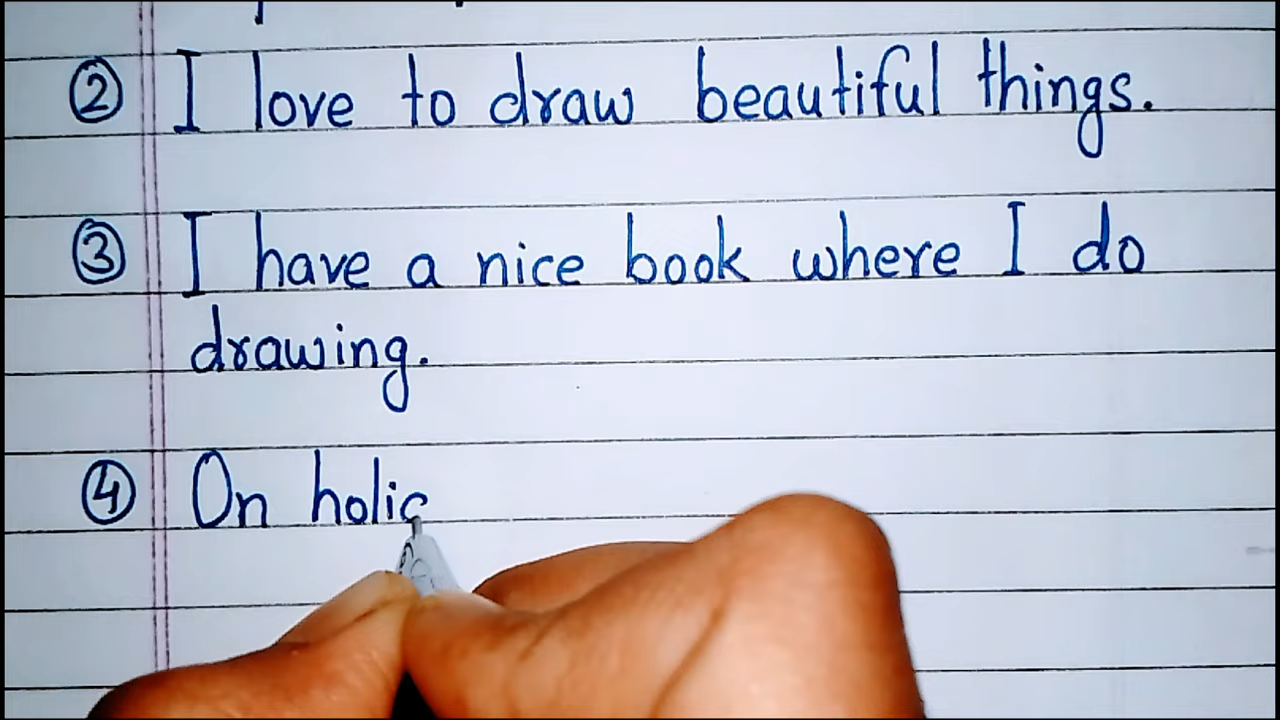 ② I love to draw beautiful things.
③ I have a nice book where I do
drawing.
④ On holi